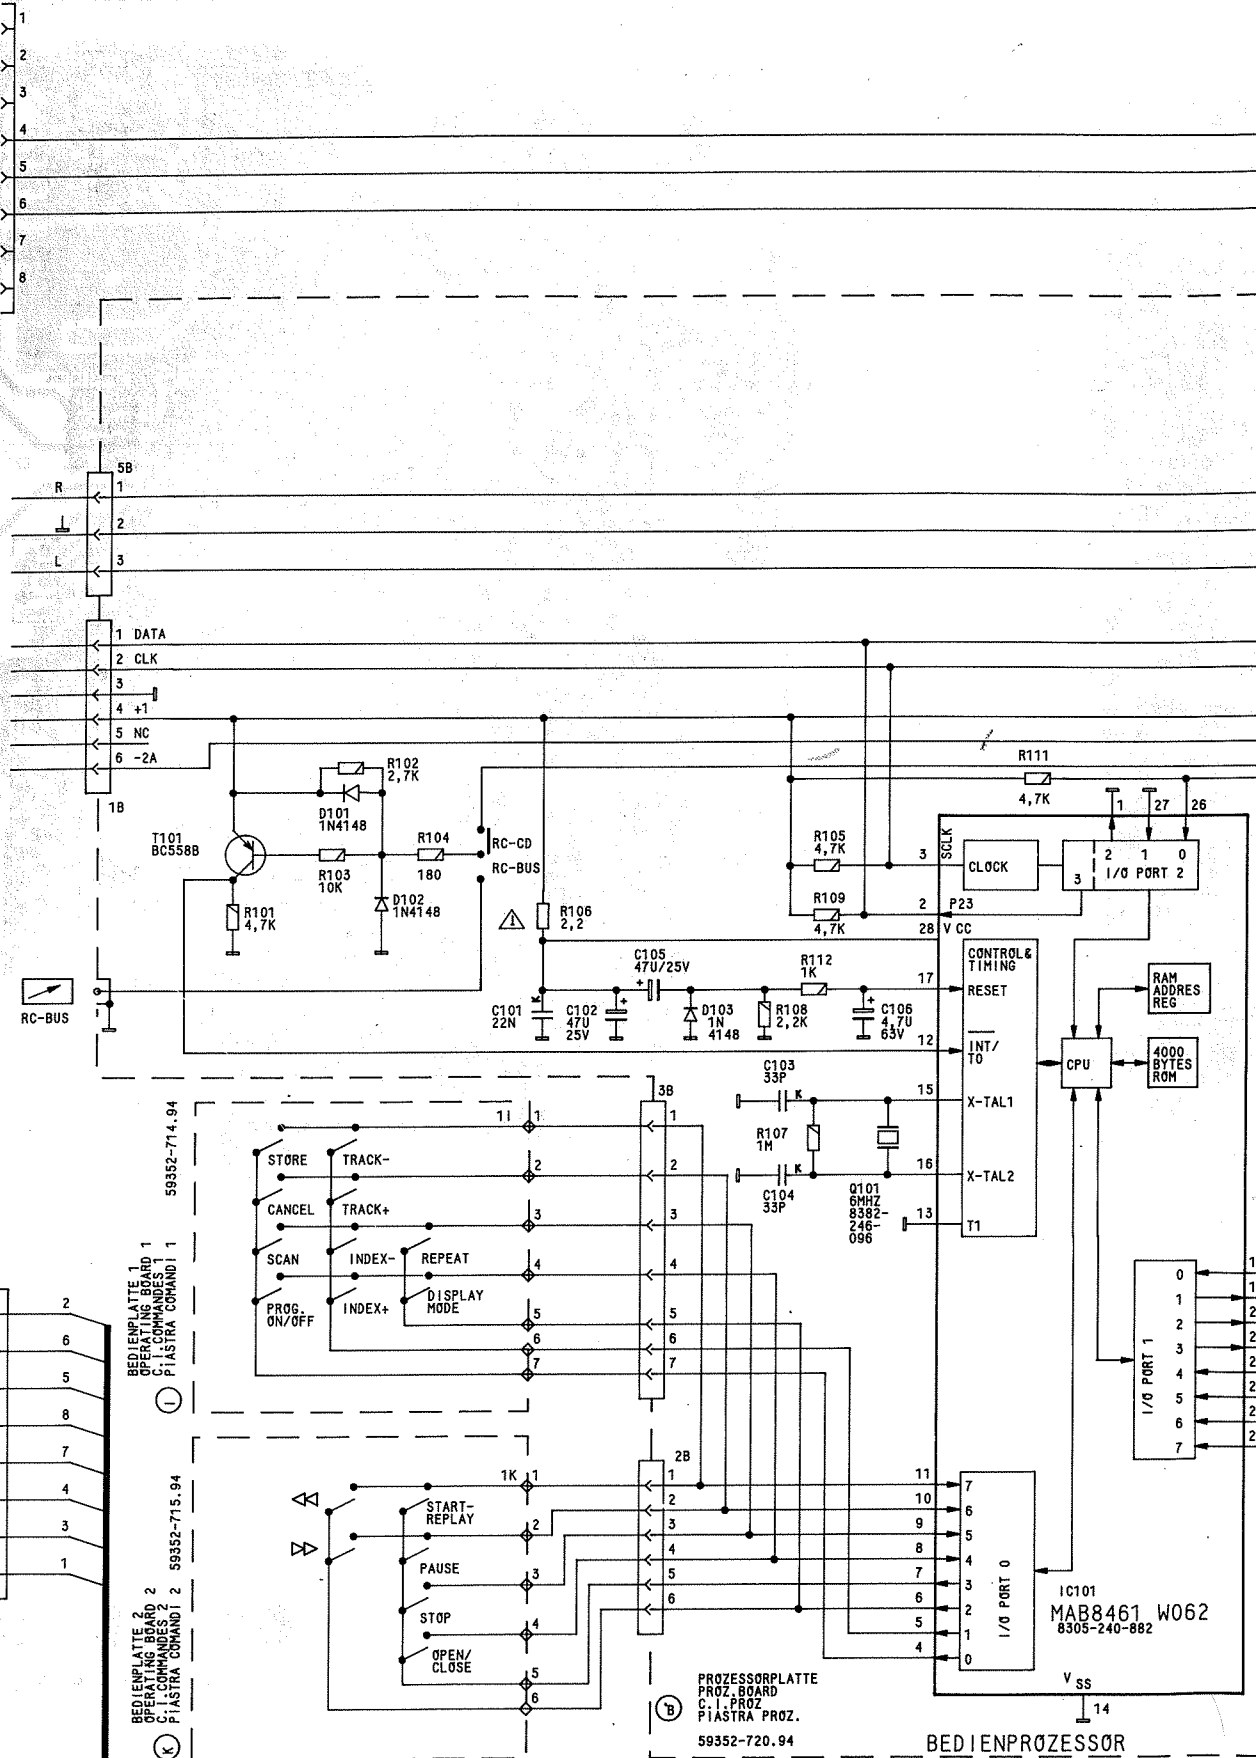 1
2
3
4
5
6
7
8
5B
R
1
2
L
3
1 DATA
2 CLK
3
4 +1
5 NC
6 -2A
1B
R102
2,7K
D101
1N4148
T101
BC558B
R103
10K
R104
180
RC-CD
RC-BUS
D102
1N4148
R101
4,7K
R106
2,2
RC-BUS
C101
22N
K
C102
47U
25V
+
C105
47U/25V
+
D103
1N
4148
R108
2,2K
R112
1K
C106
4,7U
63V
+
R105
4,7K
R109
4,7K
R111
4,7K
1
27
26
3
SCLK
CLOCK
2 1 0
I/O PORT 2
3
2
P23
28
V CC
CONTROL&
TIMING
17
RESET
12
INT/
T0
15
X-TAL1
16
X-TAL2
13
T1
RAM
ADDRES
REG
CPU
4000
BYTES
ROM
C103
33P
K
R107
1M
C104
33P
K
Q101
6MHZ
8382-
246-
096
0
1
2
3
4
5
6
7
I/O PORT 1
1
1
2
2
2
2
2
2
59352-714.94
BEDIENPLATTE 1
OPERATING BOARD 1
C.I.COMMANDES 1
PIASTRA COMANDI 1
I
1I
1
2
3
4
5
6
7
STORE
TRACK-
CANCEL
TRACK+
SCAN
INDEX-
REPEAT
PROG.
ON/OFF
INDEX+
DISPLAY
MODE
3B
1
2
3
4
5
6
7
2
6
5
8
7
4
3
1
59352-715.94
BEDIENPLATTE 2
OPERATING BOARD 2
C.I.COMMANDES 2
PIASTRA COMANDI 2
K
1K
1
2
3
4
5
6
START-
REPLAY
PAUSE
STOP
OPEN/
CLOSE
2B
1
2
3
4
5
6
11
10
9
8
7
6
5
4
7
6
5
4
3
2
1
0
I/O PORT 0
IC101
MAB8461 W062
8305-240-882
V SS
14
B
PROZESSORPLATTE
PROZ.BOARD
C.I.PROZ
PIASTRA PROZ.
59352-720.94
BEDIENPROZESSOR